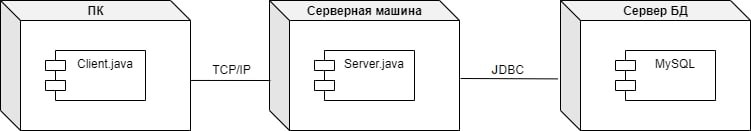 ПК
Client.java
TCP/IP
Серверная машина
Server.java
JDBC
Сервер БД
MySQL